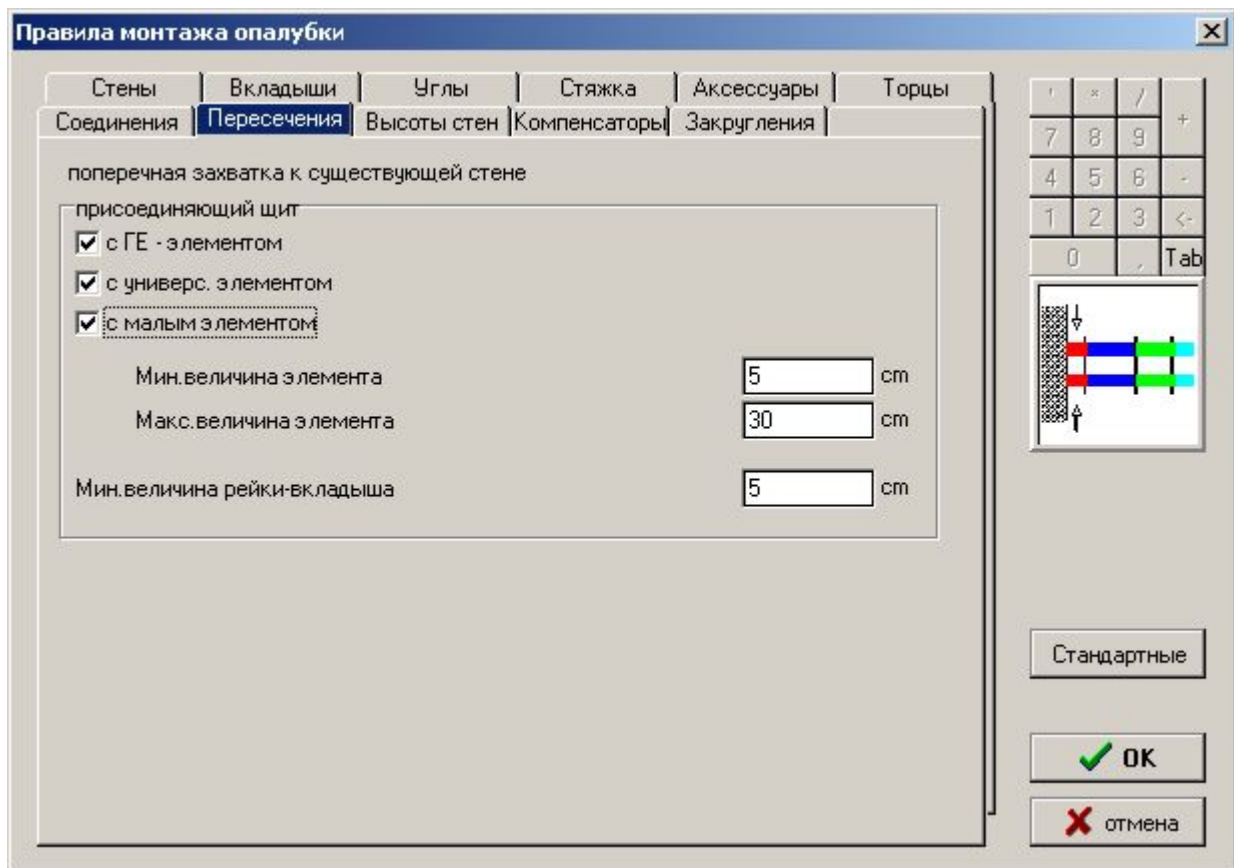 Правила монтажа опалубки
Стены Вкладыши Углы Стяжка Аксессуары Торцы
Соединения Пересечения Высоты стен Компенсаторы Закругления
поперечная захватка к существующей стене
присоединяющий щит
с ГЕ - элементом
с универс. элементом
с малым элементом
Мин.величина элемента 5 cm
Макс.величина элемента 30 cm
Мин.величина рейки-вкладыша 5 cm
' * / +
7 8 9
4 5 6 -
1 2 3 <-
0 , Tab
Стандартные
OK
отмена